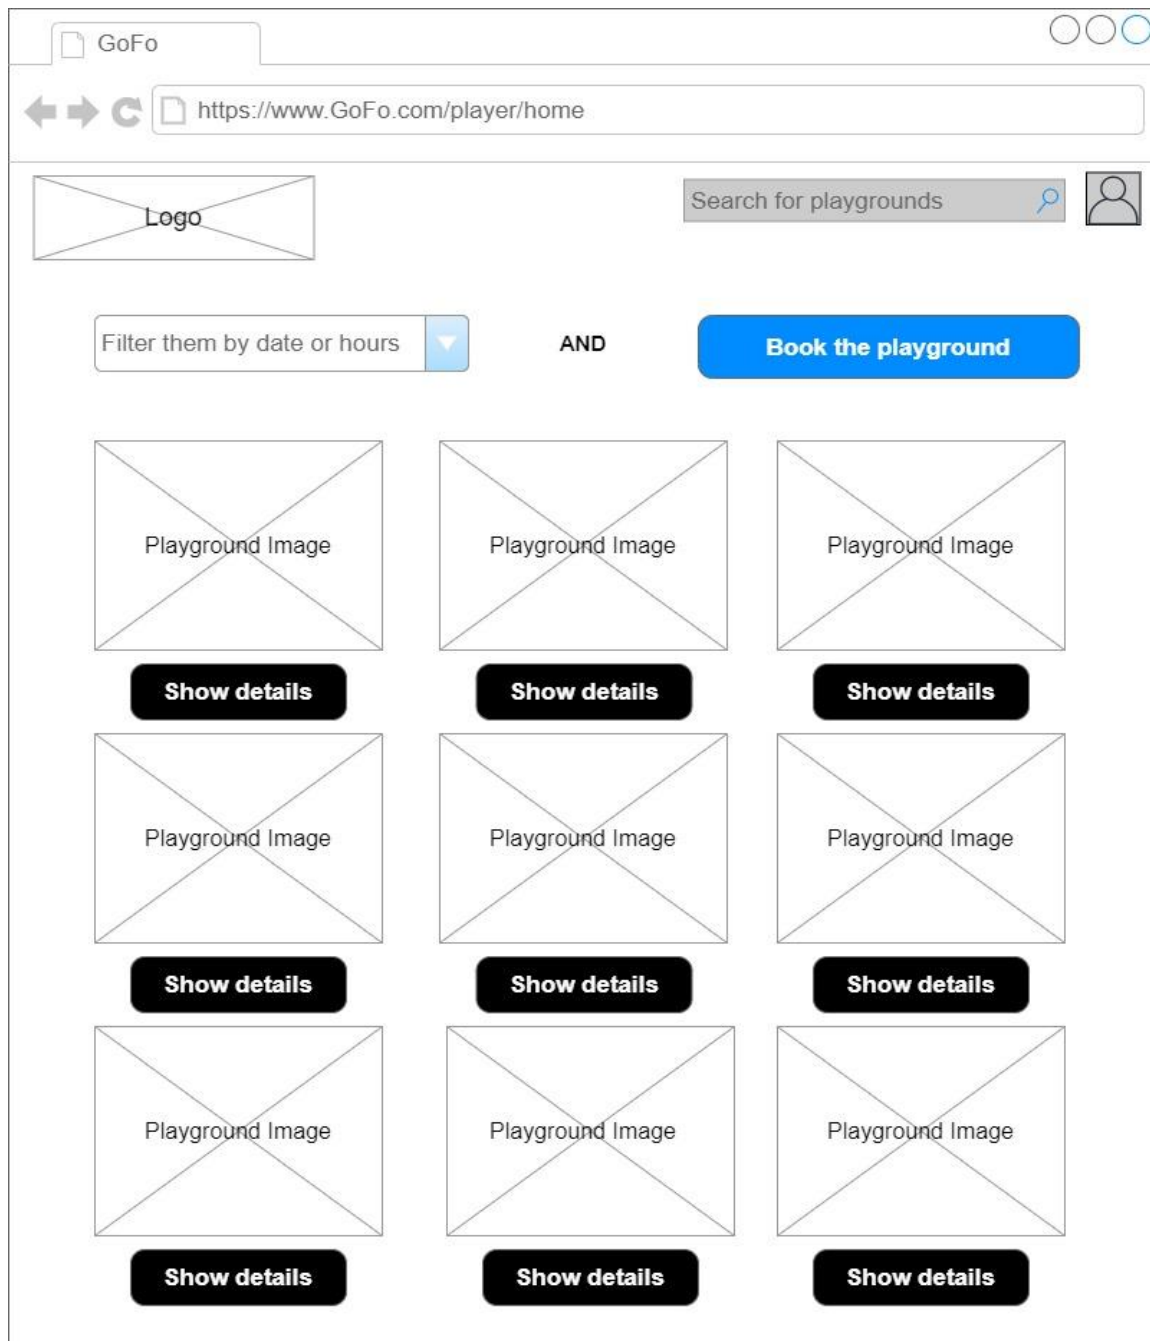 GoFo
https://www.GoFo.com/player/home
Logo
Search for playgrounds
Filter them by date or hours
AND
Book the playground
Playground Image
Playground Image
Playground Image
Show details
Show details
Show details
Playground Image
Playground Image
Playground Image
Show details
Show details
Show details
Playground Image
Playground Image
Playground Image
Show details
Show details
Show details